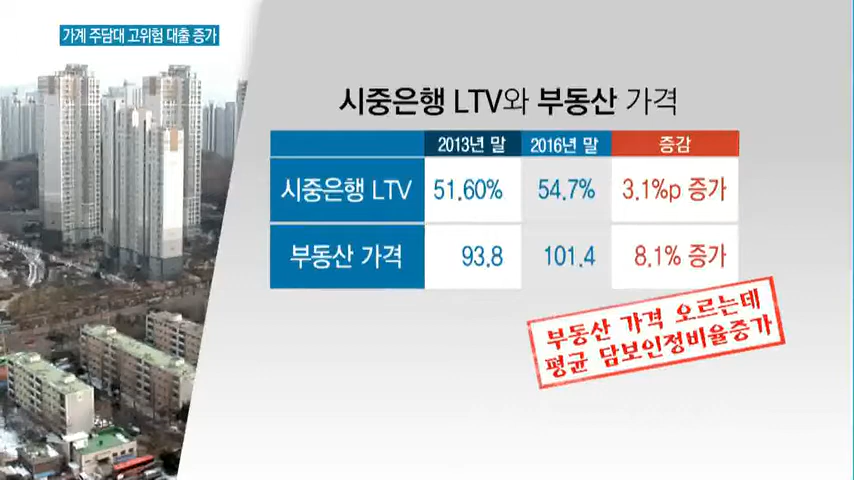 가계 주담대 고위험 대출 증가
시중은행 LTV와 부동산 가격
2013년 말 2016년 말 증감
시중은행 LTV 51.60% 54.7% 3.1%p 증가
부동산 가격 93.8 101.4 8.1% 증가
부동산 가격 오르는데
평균 담보인정비율증가